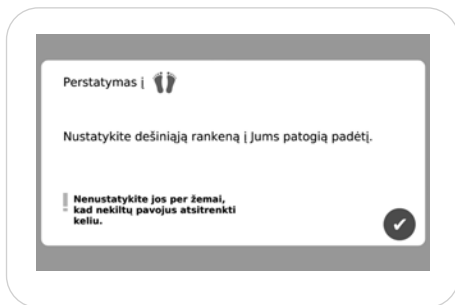 Perstatymas į
Nustatykite dešiniąją rankeną į Jums patogią padėtį.
Nenustatykite jos per žemai,
kad nekiltų pavojus atsitrenkti
keliu.